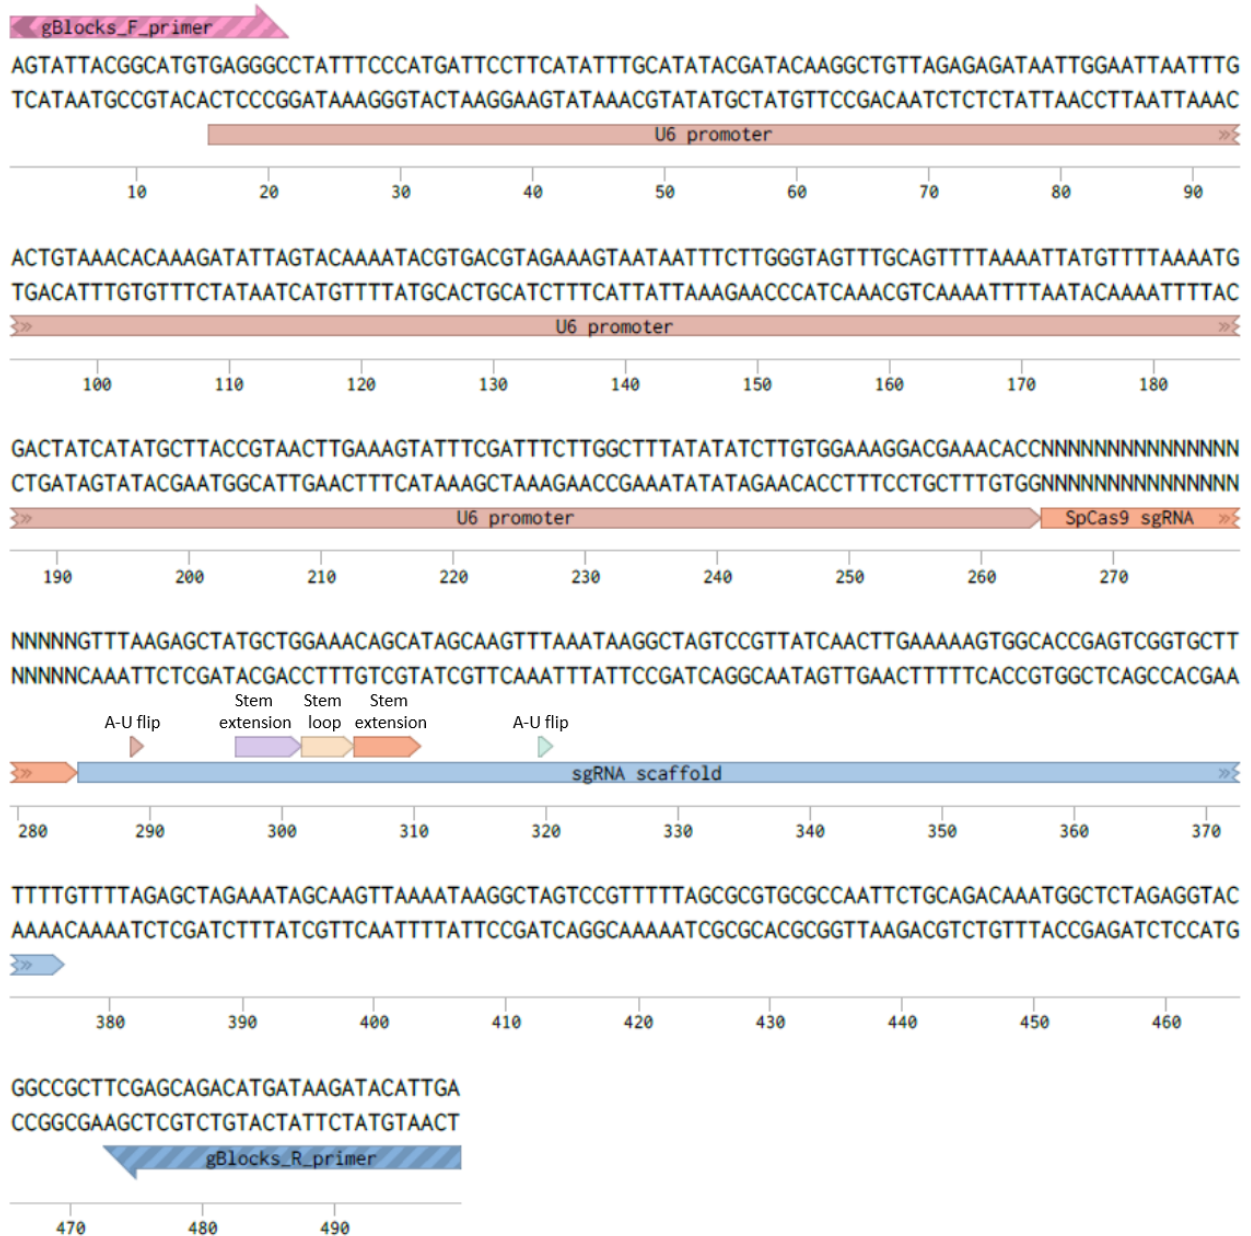 gBlocks_F_primer
AGTATTACGGCATGTGAGGGCCTATTTCCCATGATTCCTTCATATTTGCATATACGATACAAGGCTGTTAGAGAGATAATTGGAATTAATTTG
TCATAATGCCGTACACTCCCGGATAAAGGGTACTAAGGAAGTATAAACGTATATGCTATGTTCCGACAATCTCTCTATTAACCTTAATTAAAC
U6 promoter
10 20 30 40 50 60 70 80 90
ACTGTAAACACAAAGATATTAGTACAAAATACGTGACGTAGAAAGTAATAATTTCTTGGGTAGTTTGCAGTTTTAAAATTATGTTTTAAAATG
TGACATTTGTGTTTCTATAATCATGTTTTATGCACTGCATCTTTCATTATTAAAGAACCCATCAAACGTCAAAATTTTAATACAAAATTTTAC
U6 promoter
100 110 120 130 140 150 160 170 180
GACTATCATATGCTTACCGTAACTTGAAAGTATTTCGATTTCTTGGCTTTATATATCTTGTGGAAAGGACGAAACACCNNNNNNNNNNNNNNN
CTGATAGTATACGAATGGCATTGAACTTTCATAAAGCTAAAGAACCGAAATATATAGAACACCTTTCCTGCTTTGTGGNNNNNNNNNNNNNNN
U6 promoter SpCas9 sgRNA
190 200 210 220 230 240 250 260 270
NNNNNGTTTAAGAGCTATGCTGGAAACAGCATAGCAAGTTTAAATAAGGCTAGTCCGTTATCAACTTGAAAAAGTGGCACCGAGTCGGTGCTT
NNNNNCAAATTCTCGATACGACCTTTGTCGTATCGTTCAAATTTATTCCGATCAGGCAATAGTTGAACTTTTTCACCGTGGCTCAGCCACGAA
A-U flip Stem extension Stem loop Stem extension A-U flip
sgRNA scaffold
280 290 300 310 320 330 340 350 360 370
TTTTGTTTTAGAGCTAGAAATAGCAAGTTAAAATAAGGCTAGTCCGTTTTTAGCGCGTGCGCCAATTCTGCAGACAAATGGCTCTAGAGGTAC
AAAACAAAATCTCGATCTTTATCGTTCAATTTTATTCCGATCAGGCAAAAATCGCGCACGCGGTTAAGACGTCTGTTTACCGAGATCTCCATG
380 390 400 410 420 430 440 450 460
GGCCGCTTCGAGCAGACATGATAAGATACATTGA
CCGGCGAAGCTCGTCTGTACTATTCTATGTAACT
gBlocks_R_primer
470 480 490